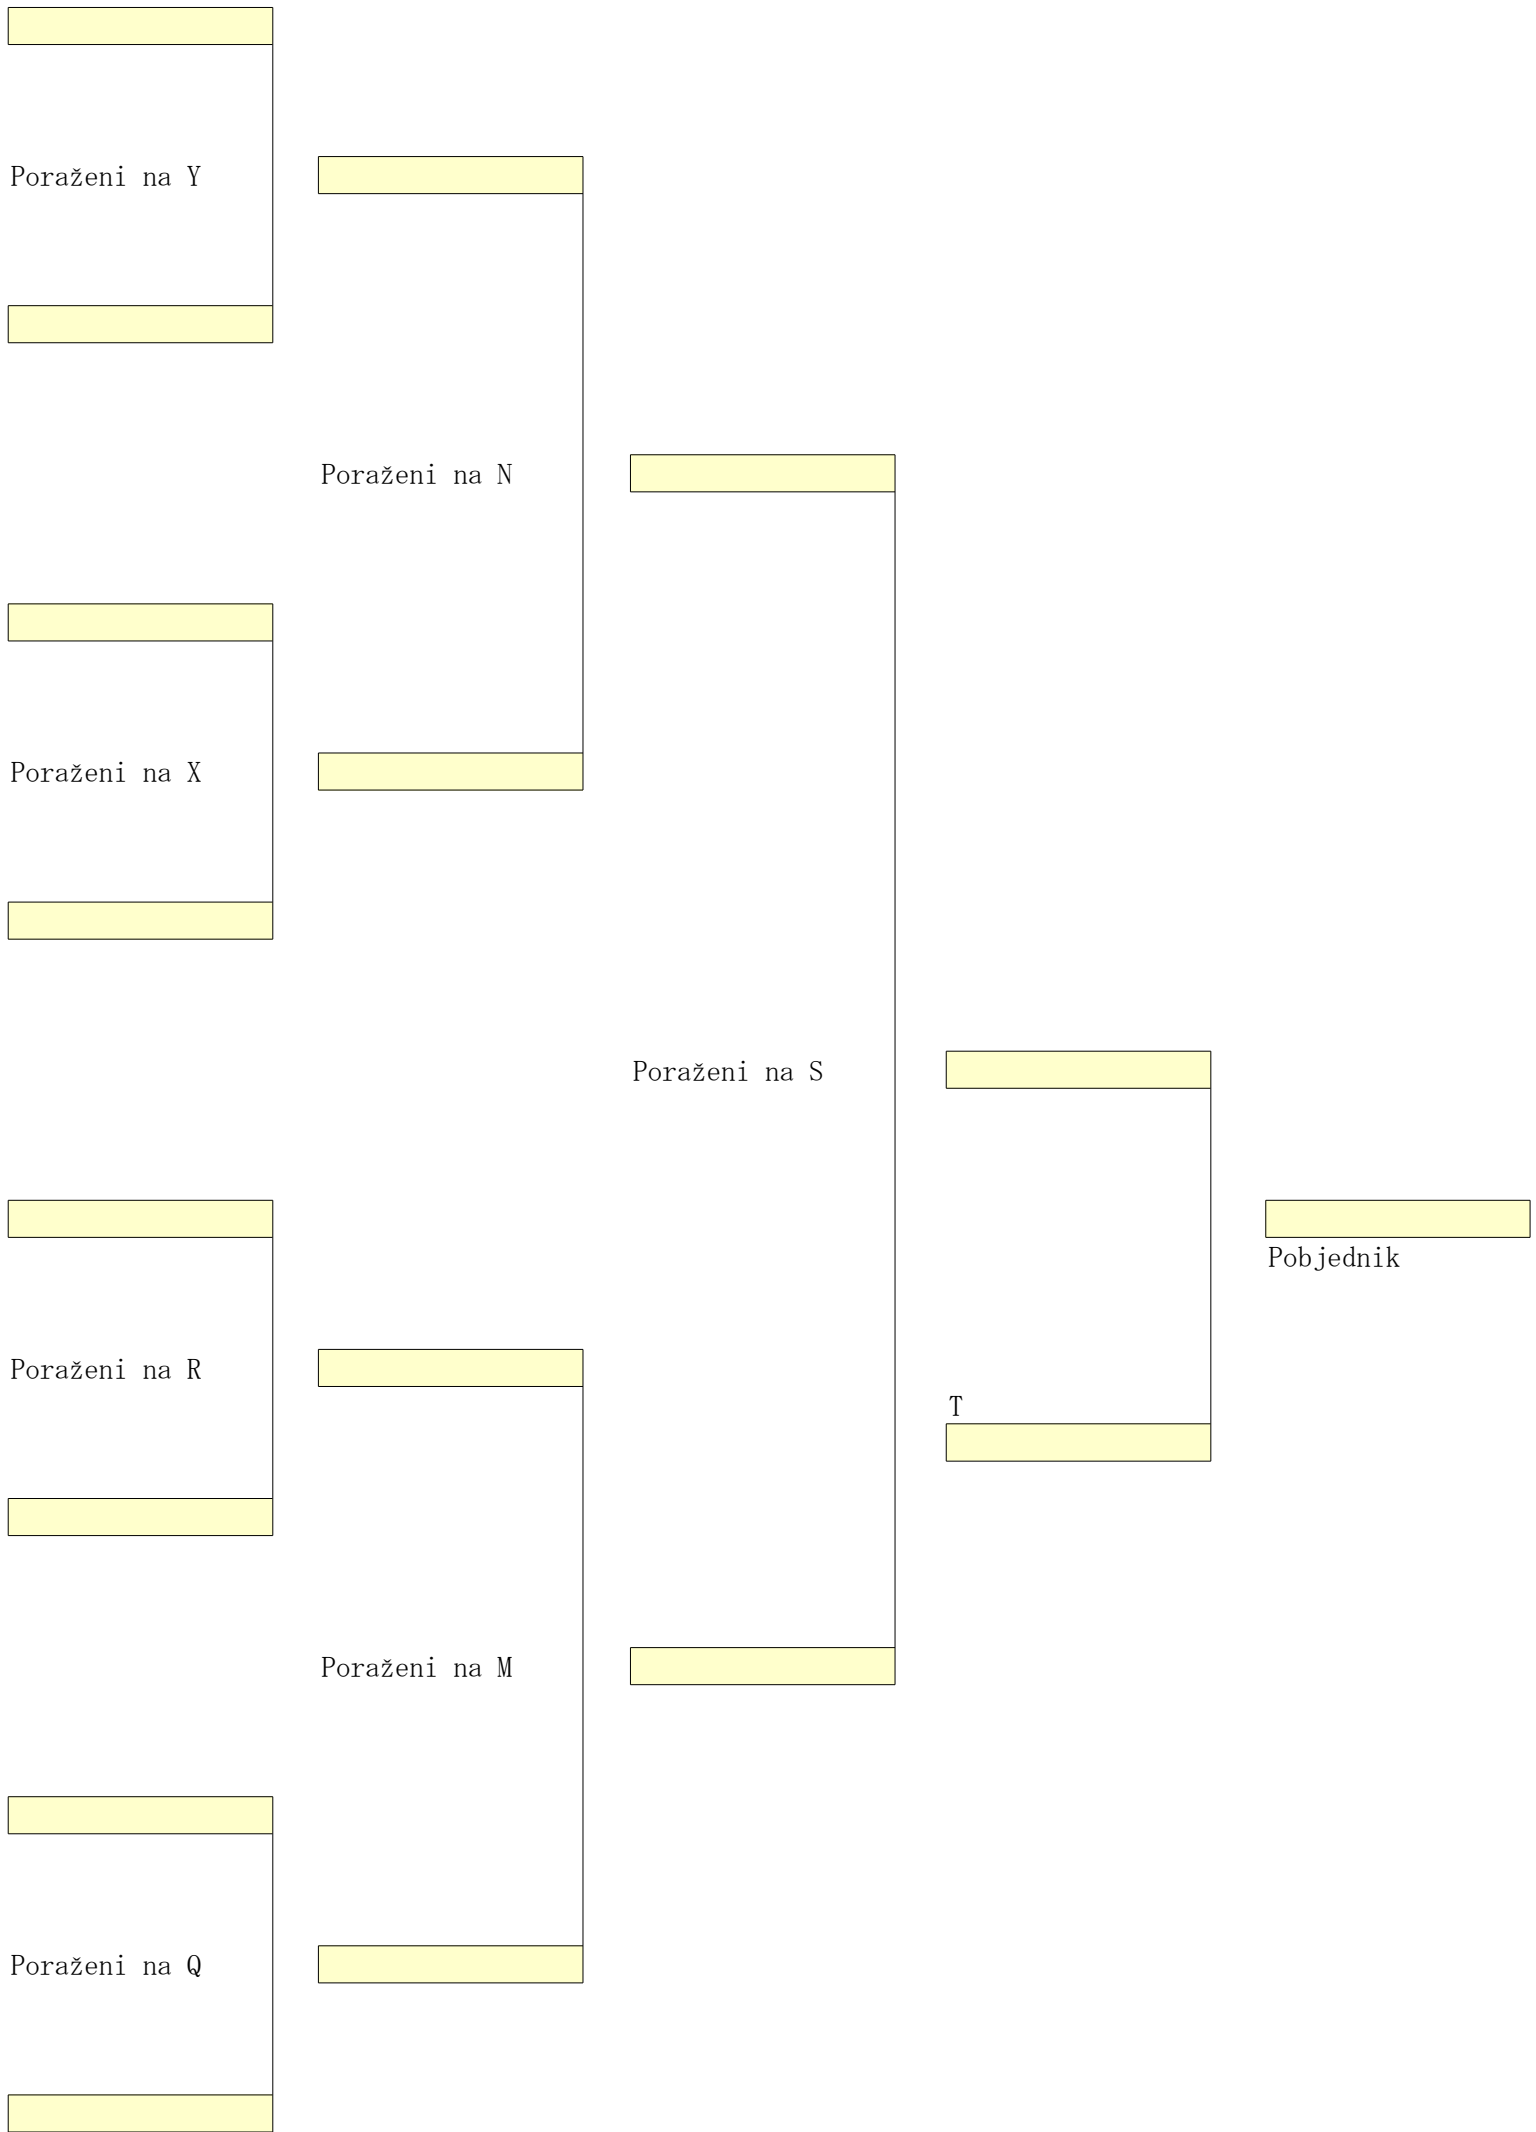 Poraženi na Y
Poraženi na N
Poraženi na X
Poraženi na S
Pobjednik
Poraženi na R
T
Poraženi na M
Poraženi na Q